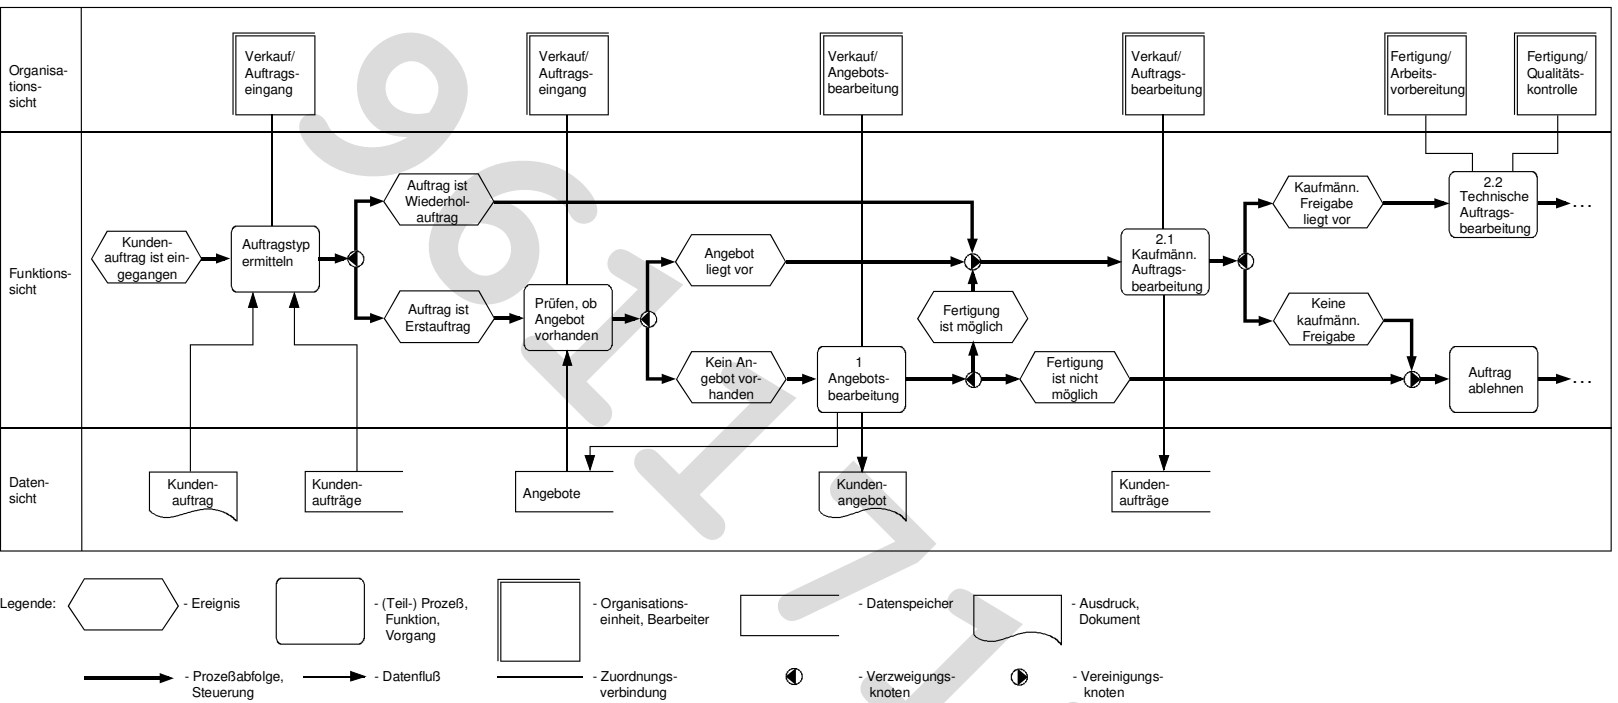 Organisa-
tions-
sicht
Verkauf/
Auftrags-
eingang
Verkauf/
Auftrags-
eingang
Verkauf/
Angebots-
bearbeitung
Verkauf/
Auftrags-
bearbeitung
Fertigung/
Arbeits-
vorbereitung
Fertigung/
Qualitäts-
kontrolle
Funktions-
sicht
Kunden-
auftrag ist ein-
gegangen
Auftragstyp
ermitteln
Auftrag ist
Wiederhol-
auftrag
Auftrag ist
Erstauftrag
Prüfen, ob
Angebot
vorhanden
Angebot
liegt vor
Kein An-
gebot vor-
handen
1
Angebots-
bearbeitung
Fertigung
ist möglich
Fertigung
ist nicht
möglich
2.1
Kaufmänn.
Auftrags-
bearbeitung
Kaufmänn.
Freigabe
liegt vor
Keine
kaufmänn.
Freigabe
2.2
Technische
Auftrags-
bearbeitung
...
Auftrag
ablehnen
...
Daten-
sicht
Kunden-
auftrag
Kunden-
aufträge
Angebote
Kunden-
angebot
Kunden-
aufträge
Legende:
- Ereignis
- (Teil-) Prozeß,
Funktion,
Vorgang
- Organisations-
einheit, Bearbeiter
- Datenspeicher
- Ausdruck,
Dokument
- Prozeßabfolge,
Steuerung
- Datenfluß
- Zuordnungs-
verbindung
- Verzweigungs-
knoten
- Vereinigungs-
knoten